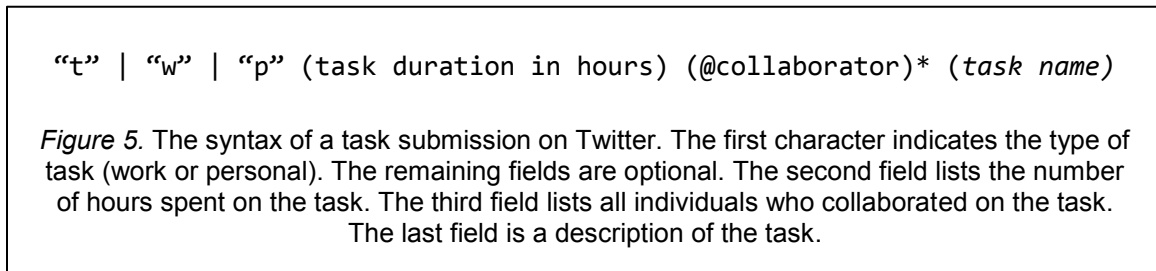 “t” | “w” | “p” (task duration in hours) (@collaborator)* (task name)
Figure 5. The syntax of a task submission on Twitter. The first character indicates the type of
task (work or personal). The remaining fields are optional. The second field lists the number
of hours spent on the task. The third field lists all individuals who collaborated on the task.
The last field is a description of the task.